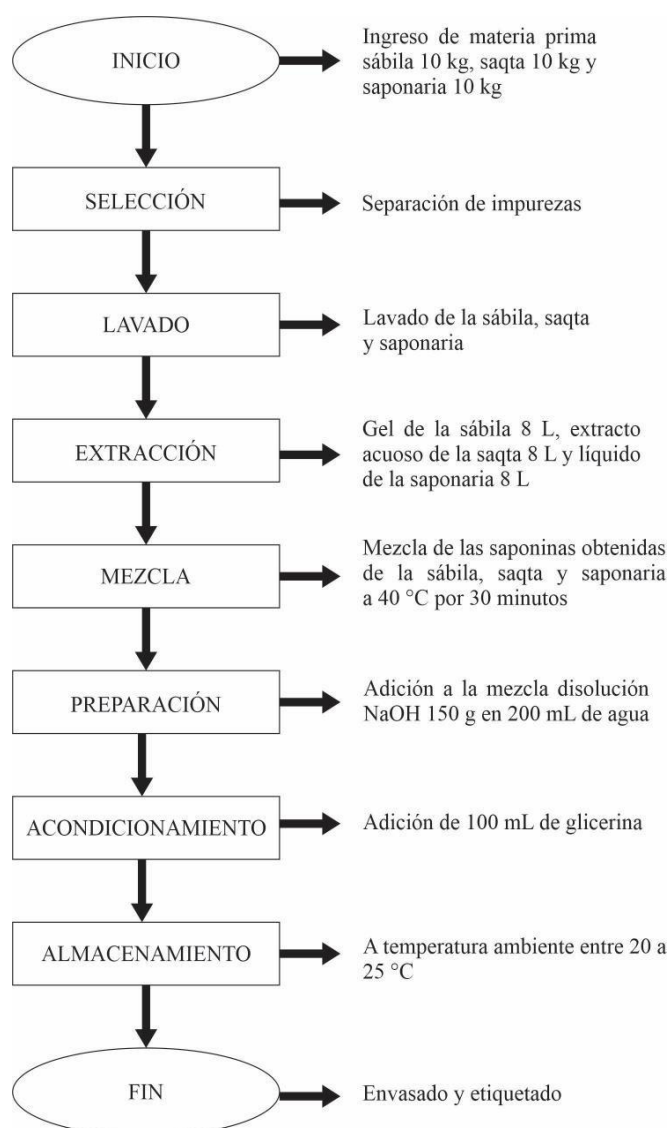 INICIO
Ingreso de materia prima
sábila 10 kg, saqta 10 kg y
saponaria 10 kg
SELECCIÓN
Separación de impurezas
LAVADO
Lavado de la sábila, saqta
y saponaria
EXTRACCIÓN
Gel de la sábila 8 L, extracto
acuoso de la saqta 8 L y líquido
de la saponaria 8 L
MEZCLA
Mezcla de las saponinas obtenidas
de la sábila, saqta y saponaria
a 40 °C por 30 minutos
PREPARACIÓN
Adición a la mezcla disolución
NaOH 150 g en 200 mL de agua
ACONDICIONAMIENTO
Adición de 100 mL de glicerina
ALMACENAMIENTO
A temperatura ambiente entre 20 a
25 °C
FIN
Envasado y etiquetado